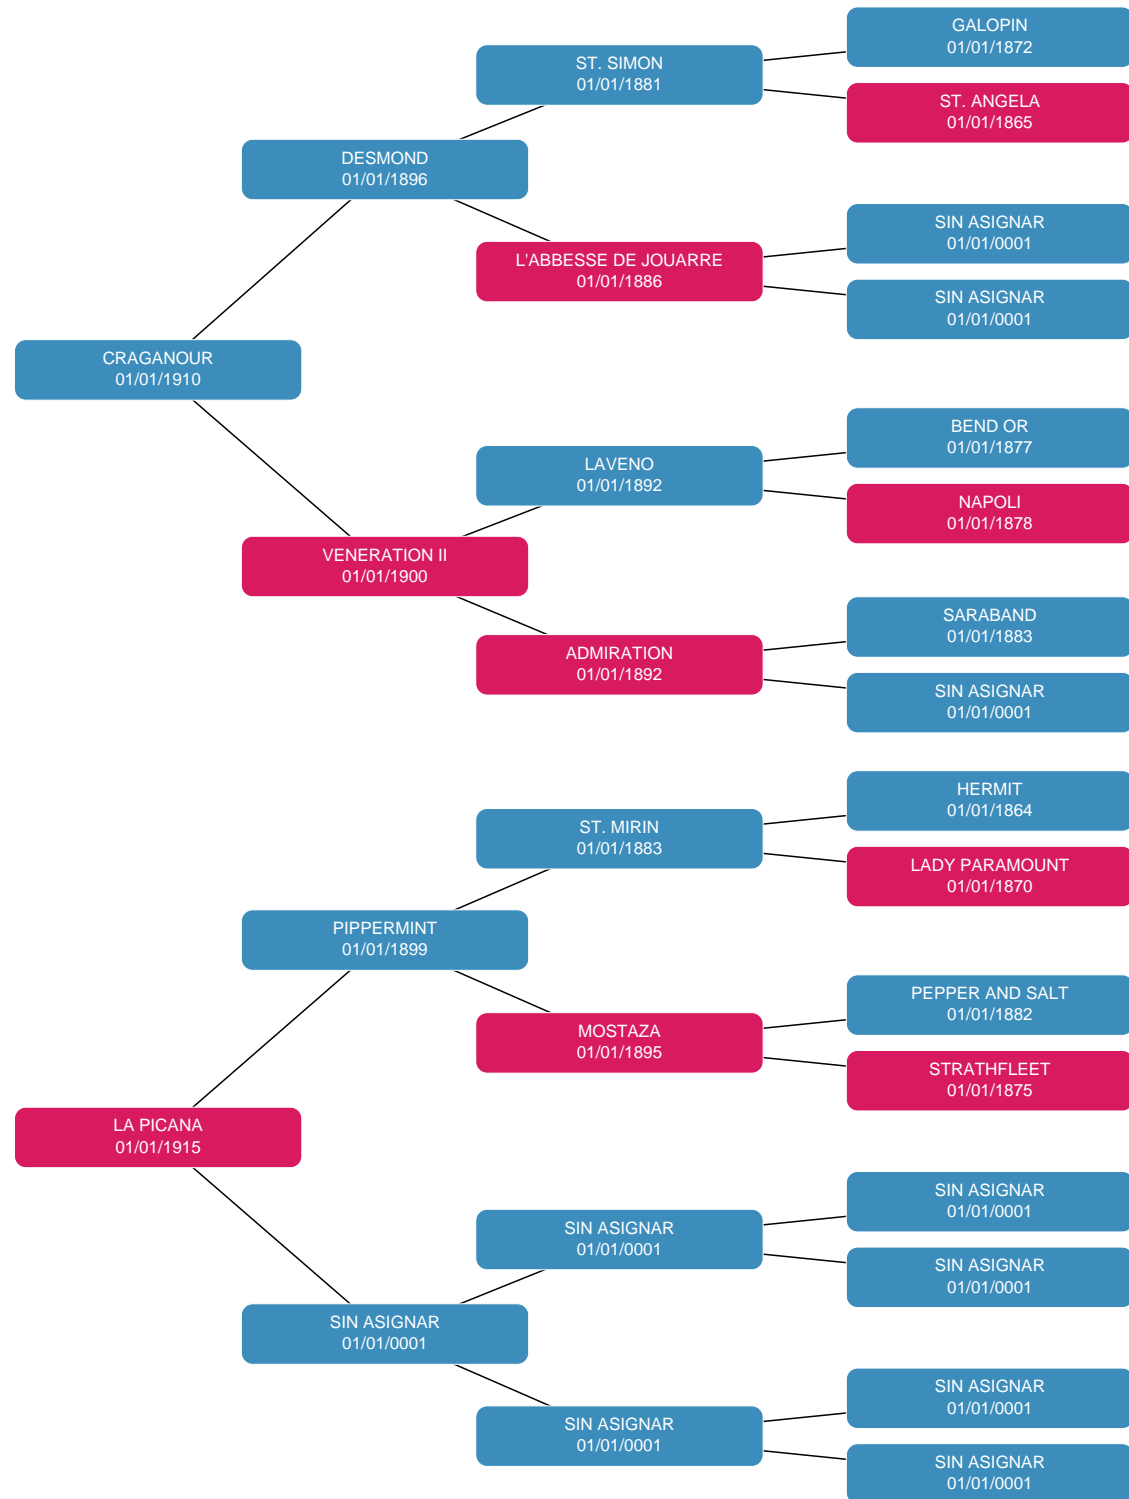 GALOPIN
01/01/1872
ST. SIMON
01/01/1881
ST. ANGELA
01/01/1865
DESMOND
01/01/1896
SIN ASIGNAR
01/01/0001
L'ABBESSE DE JOUARRE
01/01/1886
SIN ASIGNAR
01/01/0001
CRAGANOUR
01/01/1910
BEND OR
01/01/1877
LAVENO
01/01/1892
NAPOLI
01/01/1878
VENERATION II
01/01/1900
SARABAND
01/01/1883
ADMIRATION
01/01/1892
SIN ASIGNAR
01/01/0001
HERMIT
01/01/1864
ST. MIRIN
01/01/1883
LADY PARAMOUNT
01/01/1870
PIPPERMINT
01/01/1899
PEPPER AND SALT
01/01/1882
MOSTAZA
01/01/1895
STRATHFLEET
01/01/1875
LA PICANA
01/01/1915
SIN ASIGNAR
01/01/0001
SIN ASIGNAR
01/01/0001
SIN ASIGNAR
01/01/0001
SIN ASIGNAR
01/01/0001
SIN ASIGNAR
01/01/0001
SIN ASIGNAR
01/01/0001
SIN ASIGNAR
01/01/0001